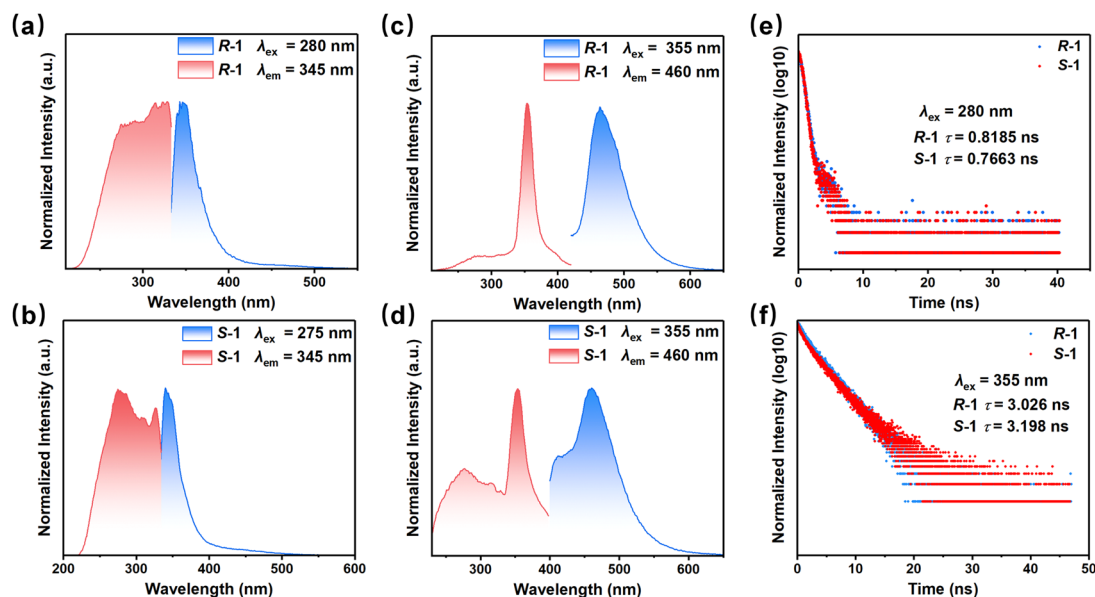 (a)
R-1 λex = 280 nm
R-1 λem = 345 nm
Normalized Intensity (a.u.)
300 400 500
Wavelength (nm)
(c)
R-1 λex = 355 nm
R-1 λem = 460 nm
Normalized Intensity (a.u.)
300 400 500 600
Wavelength (nm)
(e)
R-1
S-1
λex = 280 nm
R-1 τ = 0.8185 ns
S-1 τ = 0.7663 ns
Normalized Intensity (log10)
0 10 20 30 40
Time (ns)
(b)
S-1 λex = 275 nm
S-1 λem = 345 nm
Normalized Intensity (a.u.)
200 300 400 500 600
Wavelength (nm)
(d)
S-1 λex = 355 nm
S-1 λem = 460 nm
Normalized Intensity (a.u.)
300 400 500 600
Wavelength (nm)
(f)
R-1
S-1
λex = 355 nm
R-1 τ = 3.026 ns
S-1 τ = 3.198 ns
Normalized Intensity (log10)
0 10 20 30 40 50
Time (ns)